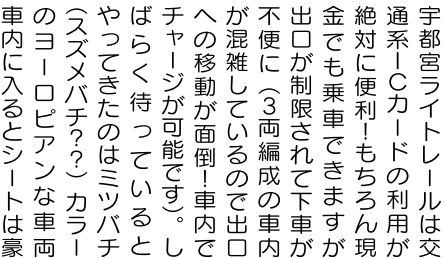 宇都宮ライトレールは交
通系ICカードの利用が
絶対に便利！もちろん現
金でも乗車できますが
出口が制限されて下車が
不便に（3両編成の車内
が混雑しているので出口
への移動が面倒！車内で
チャージが可能です）。し
ばらく待っていると
やってきたのはミツバチ
（スズメバチ？？）カラー
のヨーロピアンな車両
車内に入るとシートは豪